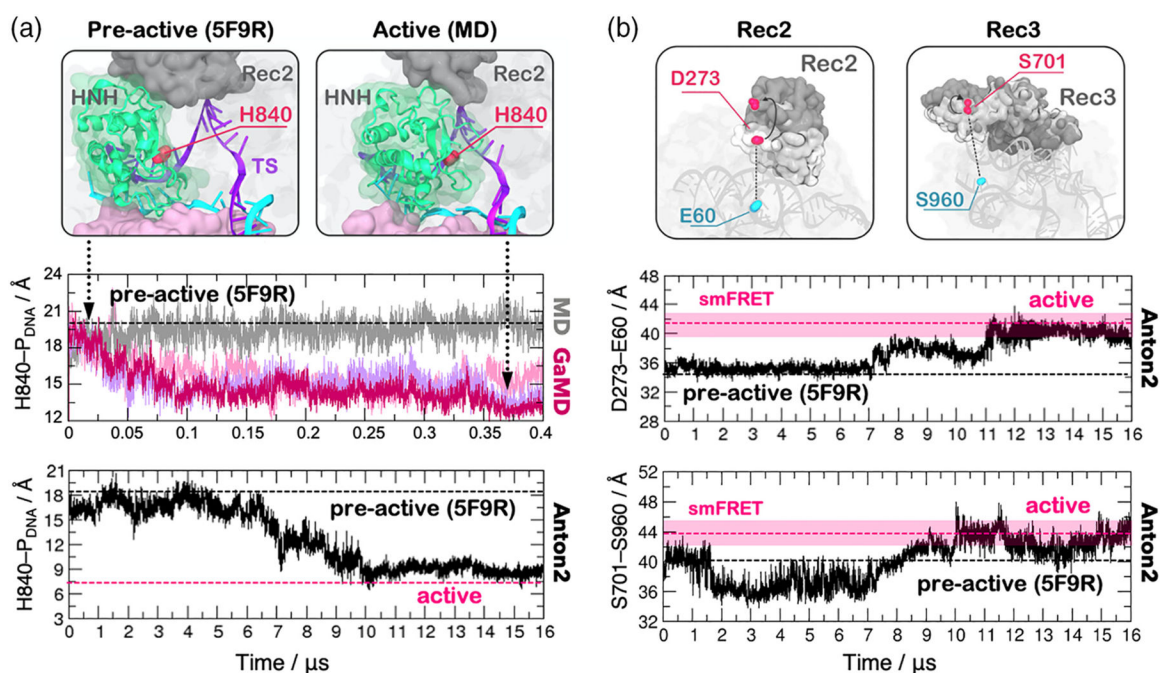 (a)
Pre-active (5F9R)
Active (MD)
HNH
Rec2
H840
TS
HNH
Rec2
H840
H840–PDNA / Å
24
21
18
15
12
pre-active (5F9R)
MD
GaMD
0 0.05 0.1 0.15 0.2 0.25 0.3 0.35 0.4
H840–PDNA / Å
21
18
15
12
9
6
3
pre-active (5F9R)
active
Anton2
0 1 2 3 4 5 6 7 8 9 10 11 12 13 14 15 16
Time / μs
(b)
Rec2
Rec3
D273
Rec2
E60
S701
Rec3
S960
D273–E60 / Å
48
44
40
36
32
28
smFRET
active
pre-active (5F9R)
Anton2
0 1 2 3 4 5 6 7 8 9 10 11 12 13 14 15 16
S701–S960 / Å
52
48
44
40
36
32
smFRET
active
pre-active (5F9R)
Anton2
0 1 2 3 4 5 6 7 8 9 10 11 12 13 14 15 16
Time / μs